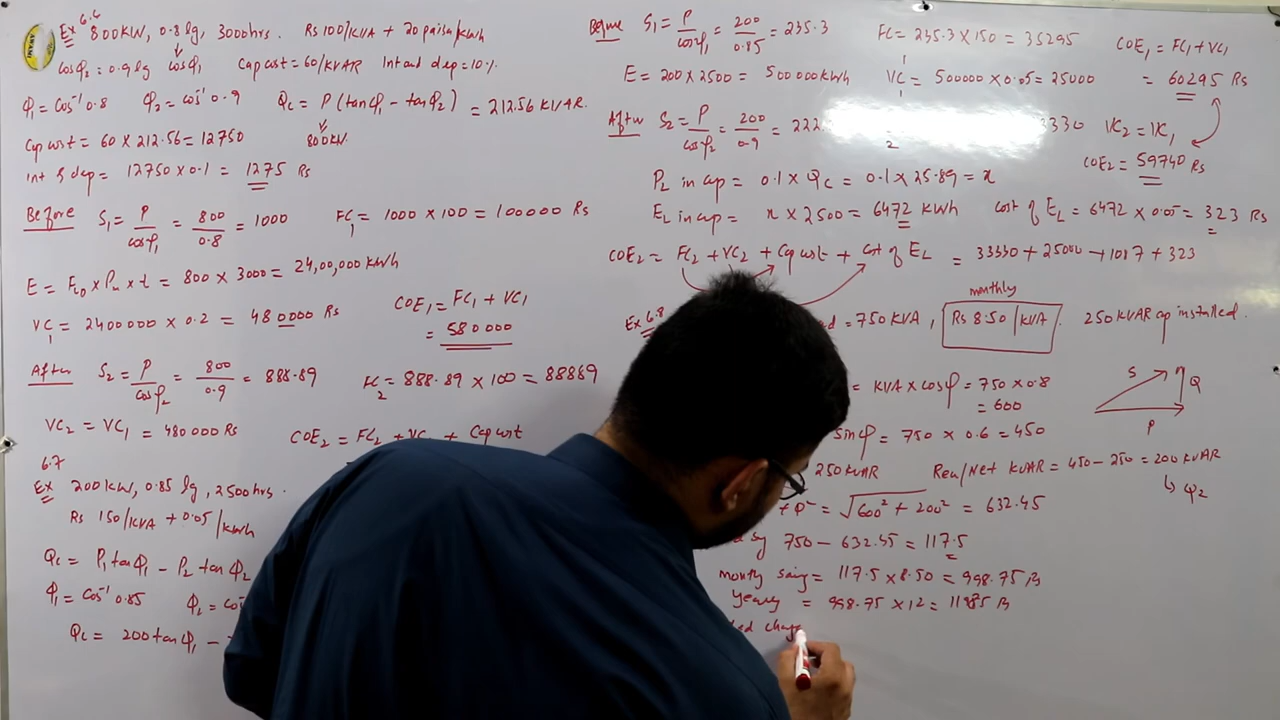 Ex 6.6 800KW, 0.8 lg, 3000hrs. Rs100/KVA + 20 paisa/KWh
cosφ2 = 0.9 lg cosφ1 Cap cost = 60/KVAR Int and dep = 10%
φ1 = cos⁻¹ 0.8 φ2 = cos⁻¹ 0.9 Qc = P(tanφ1 - tanφ2) = 212.56 KVAR.
800KW.
Cap cost = 60 x 212.56 = 12750
int & dep = 12750 x 0.1 = 1275 Rs
Before S1 = P/cosφ1 = 800/0.8 = 1000 FC1 = 1000 x 100 = 100000 Rs
x t = 800 x 3000 = 24,00,000 KWh
VC1 = 2400000 x 0.2 = 480000 Rs
COE1 = FC1 + VC1
= 580000
After S2 = P/cosφ2 = 800/0.9 = 888.89 FC2 = 888.89 x 100 = 88889
VC2 = VC1 = 480000 Rs
COE2 = FC2 + VC + Cap cost
6.7
Ex 200KW, 0.85 lg, 2500hrs.
Rs 150/KVA + 0.05/KWh
Qc = P1 tanφ1 - P2 tanφ2
φ1 = cos⁻¹ 0.85
Qc = 200 tanφ1 -
Before S1 = P/cosφ1 = 200/0.85 = 235.3 FC1 = 235.3 x 150 = 35295 COE1 = FC1 + VC1
E = 200 x 2500 = 500000KWh VC1 = 500000 x 0.05 = 25000 = 60295 Rs
After S2 = P/cosφ2 = 200/0.9 = 222. 2 3330 VC2 = VC1
COE2 = 59740 Rs
PL in cap = 0.1 x Qc = 0.1 x 25.89 = x
EL in cap = x x 2500 = 6472 KWh cost of EL = 6472 x 0.05 = 323 Rs
COE2 = FC2 + VC2 + Cap cost + Cost of EL = 33330 + 25000 + 1087 + 323
monthly
Ex 6.8 = 750 KVA, Rs 8.50/KVA. 250 KVAR cap installed.
= KVA x cosφ = 750 x 0.8
= 600
S Q P
sinφ = 750 x 0.6 = 450
250 KVAR Rea/Net KVAR = 450 - 250 = 200 KVAR
φ2
+ Q² = √600² + 200² = 632.45
750 - 632.45 = 117.5
monthly saving = 117.5 x 8.50 = 998.75 Rs
Yearly = 998.75 x 12 = 11985 Rs